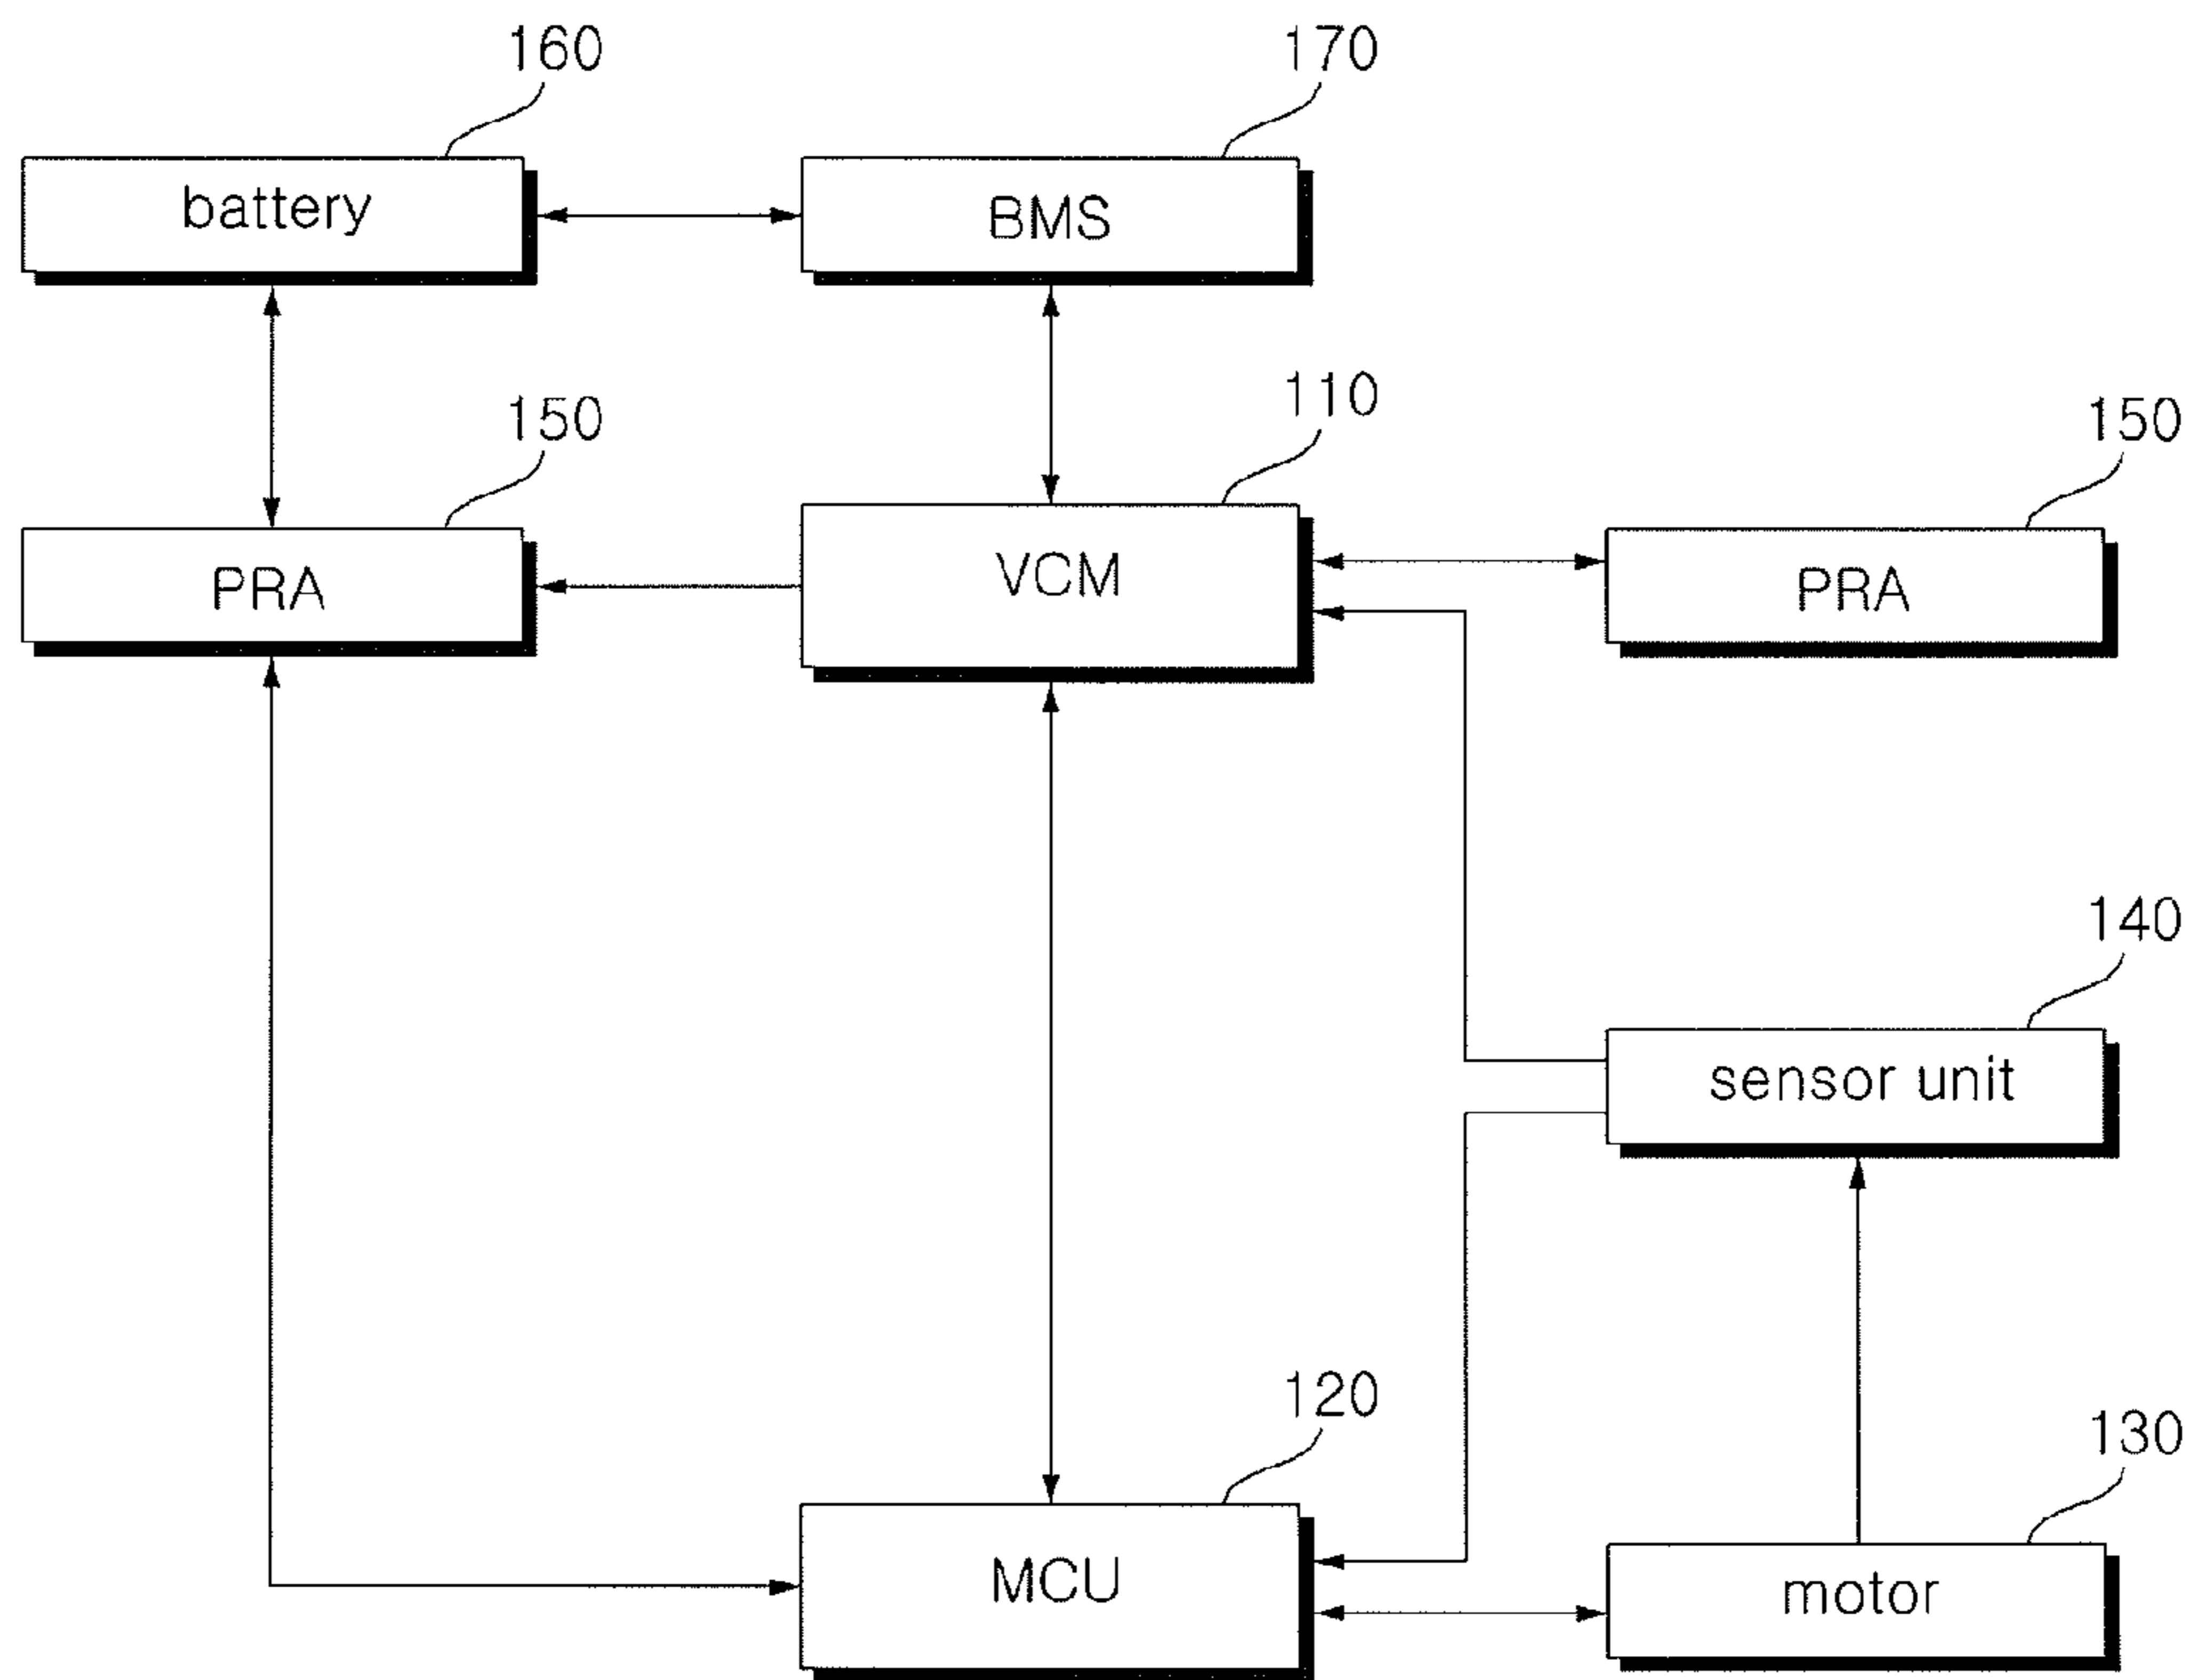 160
170
battery
BMS
110
150
150
VCM
PRA
PRA
140
sensor unit
120
130
MCU
motor